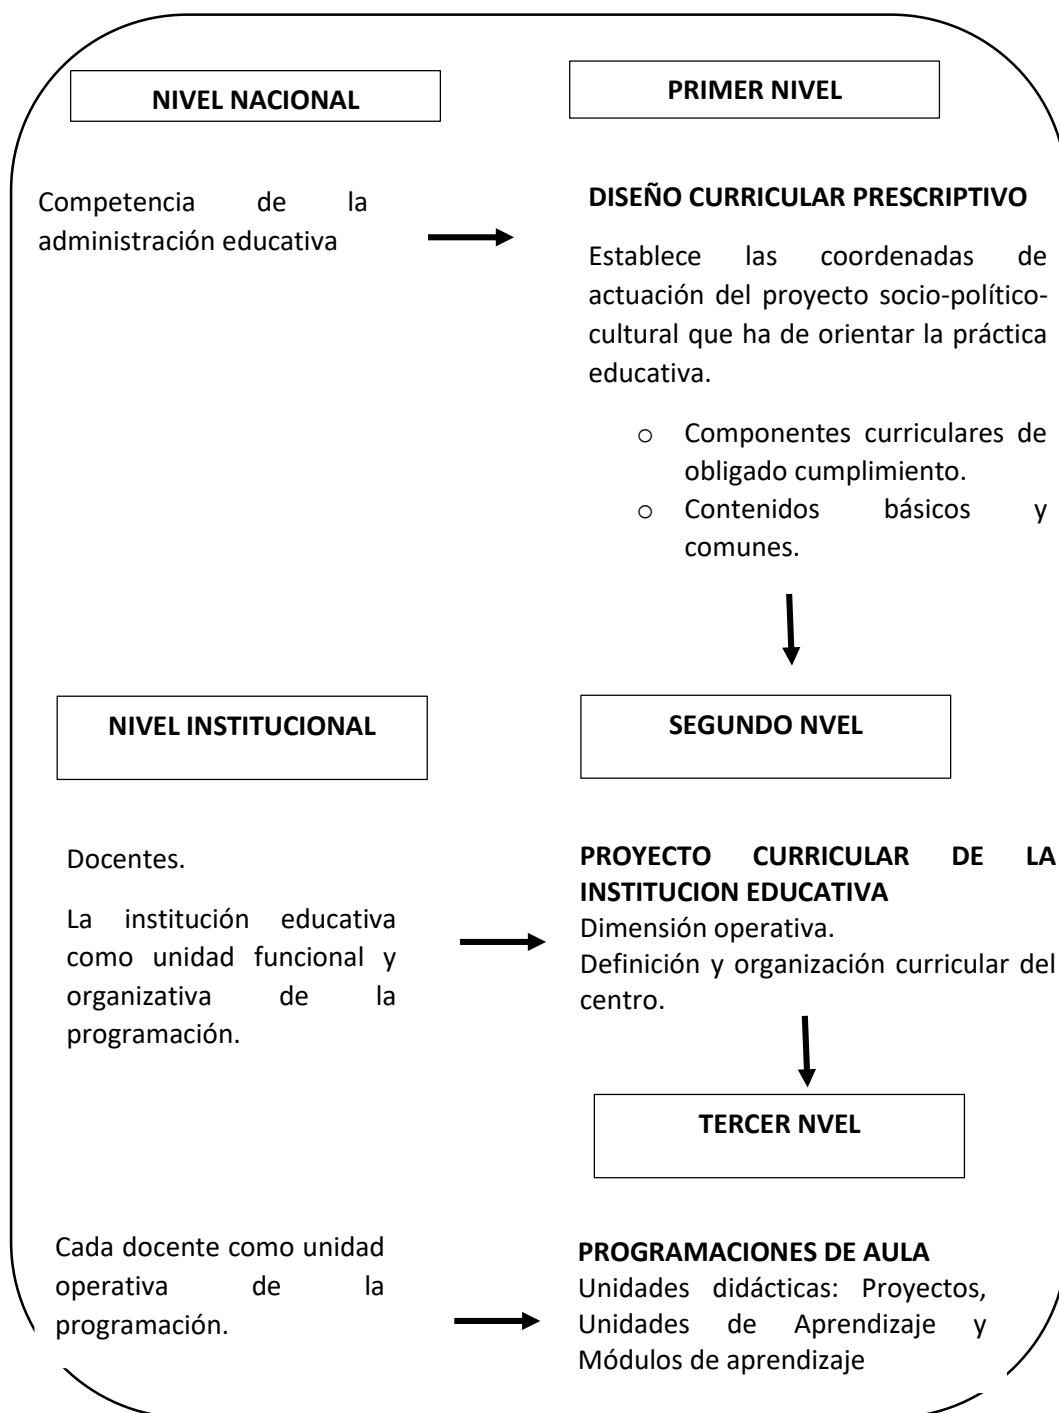 NIVEL NACIONAL
PRIMER NIVEL
Competencia de la
administración educativa
DISEÑO CURRICULAR PRESCRIPTIVO
Establece las coordenadas de
actuación del proyecto socio-político-
cultural que ha de orientar la práctica
educativa.
o Componentes curriculares de
obligado cumplimiento.
o Contenidos básicos y
comunes.
NIVEL INSTITUCIONAL
SEGUNDO NVEL
Docentes.
La institución educativa
como unidad funcional y
organizativa de la
programación.
PROYECTO CURRICULAR DE LA
INSTITUCION EDUCATIVA
Dimensión operativa.
Definición y organización curricular del
centro.
TERCER NVEL
Cada docente como unidad
operativa de la
programación.
PROGRAMACIONES DE AULA
Unidades didácticas: Proyectos,
Unidades de Aprendizaje y
Módulos de aprendizaje